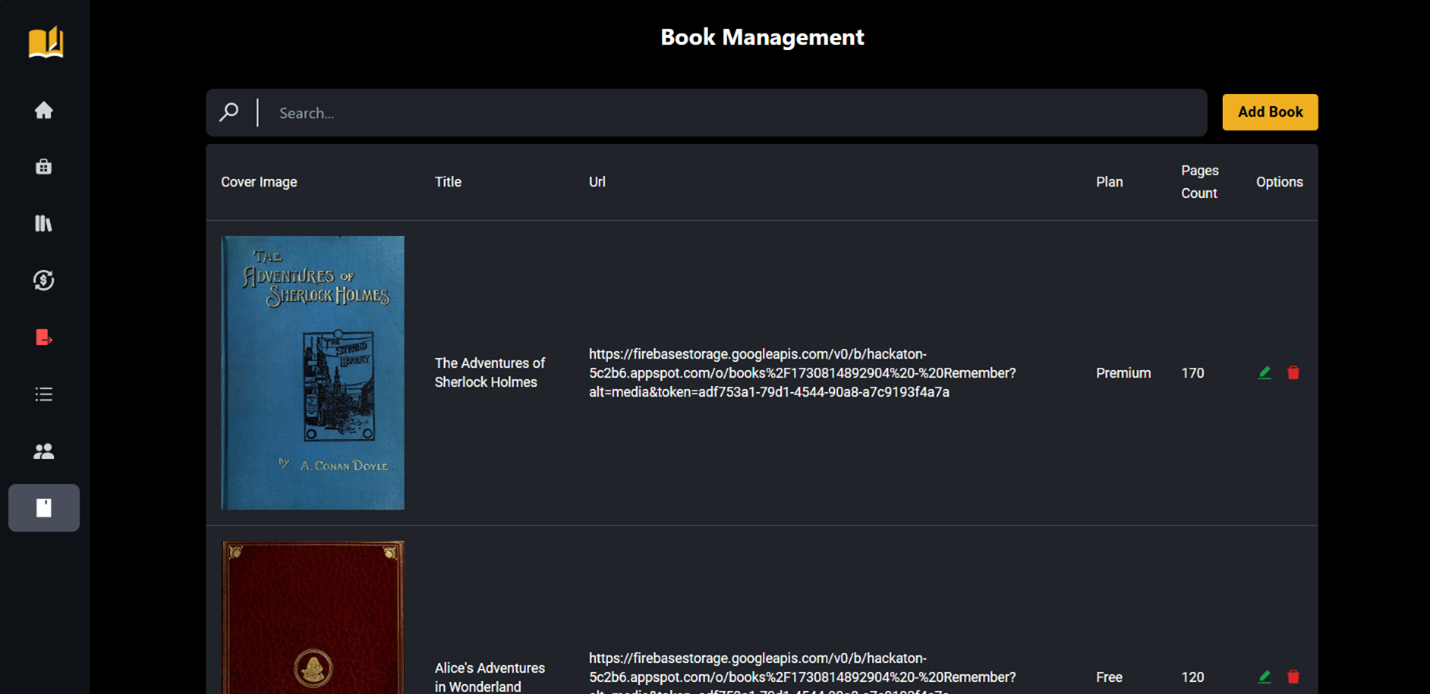 Book Management
Search...
Add Book
Cover Image
Title
Url
Plan
Pages
Count
Options
THE
ADVENTURES OF
SHERLOCK HOLMES
THE
STRAND
LIBRARY
By A. CONAN DOYLE
The Adventures of
Sherlock Holmes
https://firebasestorage.googleapis.com/v0/b/hackaton-
5c2b6.appspot.com/o/books%2F1730814892904%20-%20Remember?
alt=media&token=adf753a1-79d1-4544-90a8-a7c9193f4a7a
Premium
170
Alice's Adventures
in Wonderland
https://firebasestorage.googleapis.com/v0/b/hackaton-
5c2b6.appspot.com/o/books%2F1730814892904%20-%20Remember?
Free
120